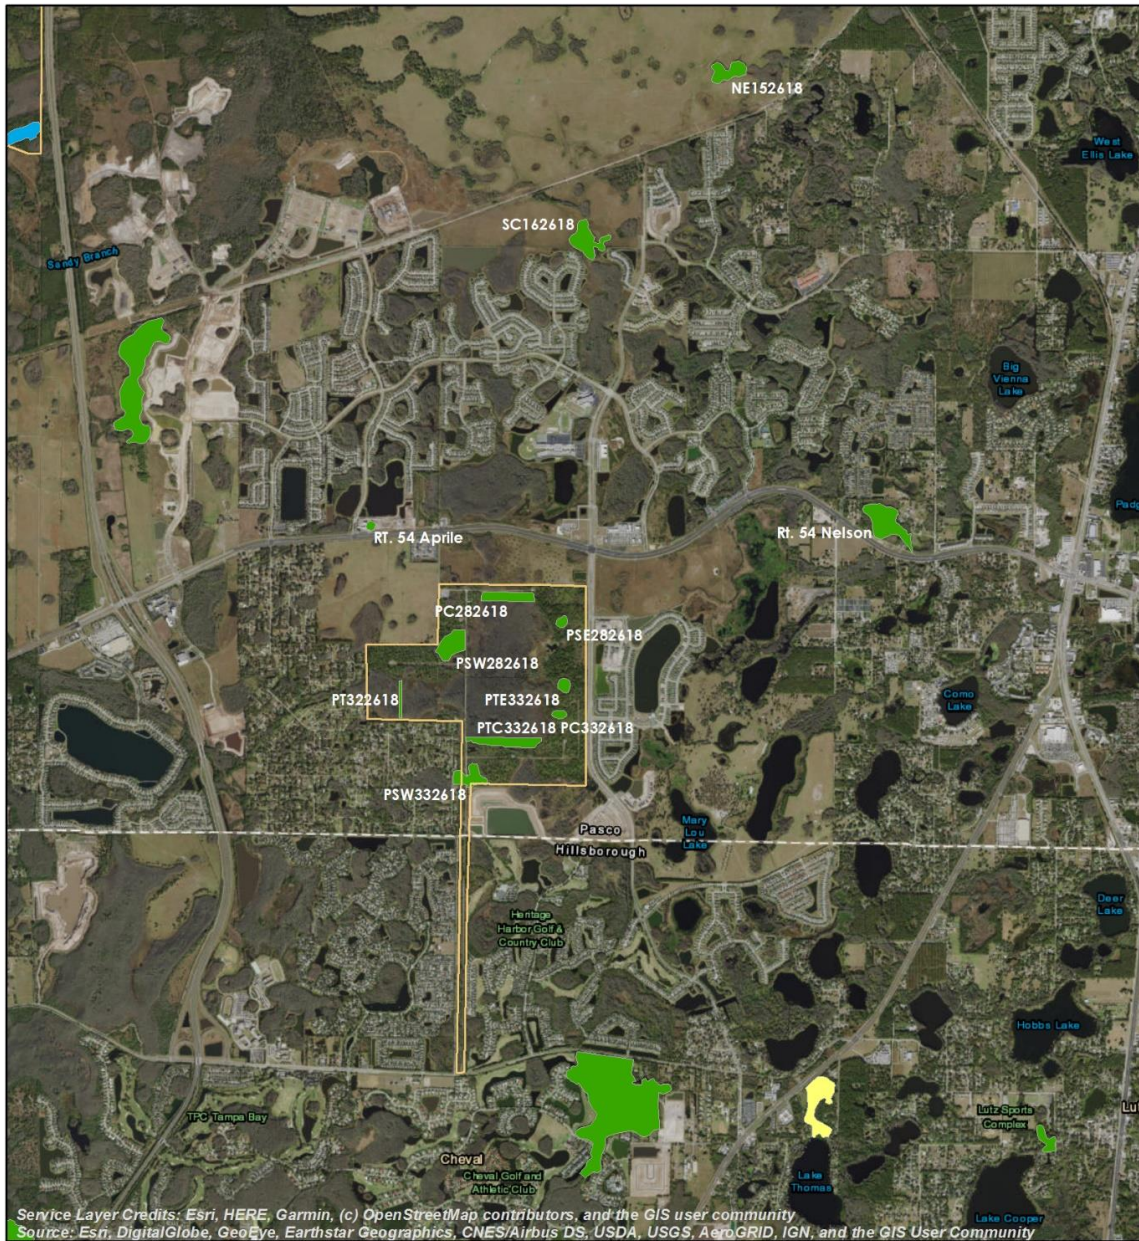 NE152618
West
Ellis Lake
SC162618
Sandy Branch
Big
Vienna
Lake
RT. 54 Aprile
Rt. 54 Nelson
PC282618
PSE282618
PSW282618
PT322618
PTE332618
Como
Lake
PTC332618 PC332618
PSW332618
Mary
Lou
Lake
Pasco
Hillsborough
Deer
Lake
Heritage
Harbor Golf &
Country Club
Hobbs Lake
TPC Tampa Bay
Lutz Sports
Complex
Cheval
Cheval Golf and
Athletic Club
Lake
Thomas
Lake Cooper
Service Layer Credits: Esri, HERE, Garmin, (c) OpenStreetMap contributors, and the GIS user community
Source: Esri, DigitalGlobe, GeoEye, Earthstar Geographics, CNES/Airbus DS, USDA, USGS, AeroGRID, IGN, and the GIS User Community